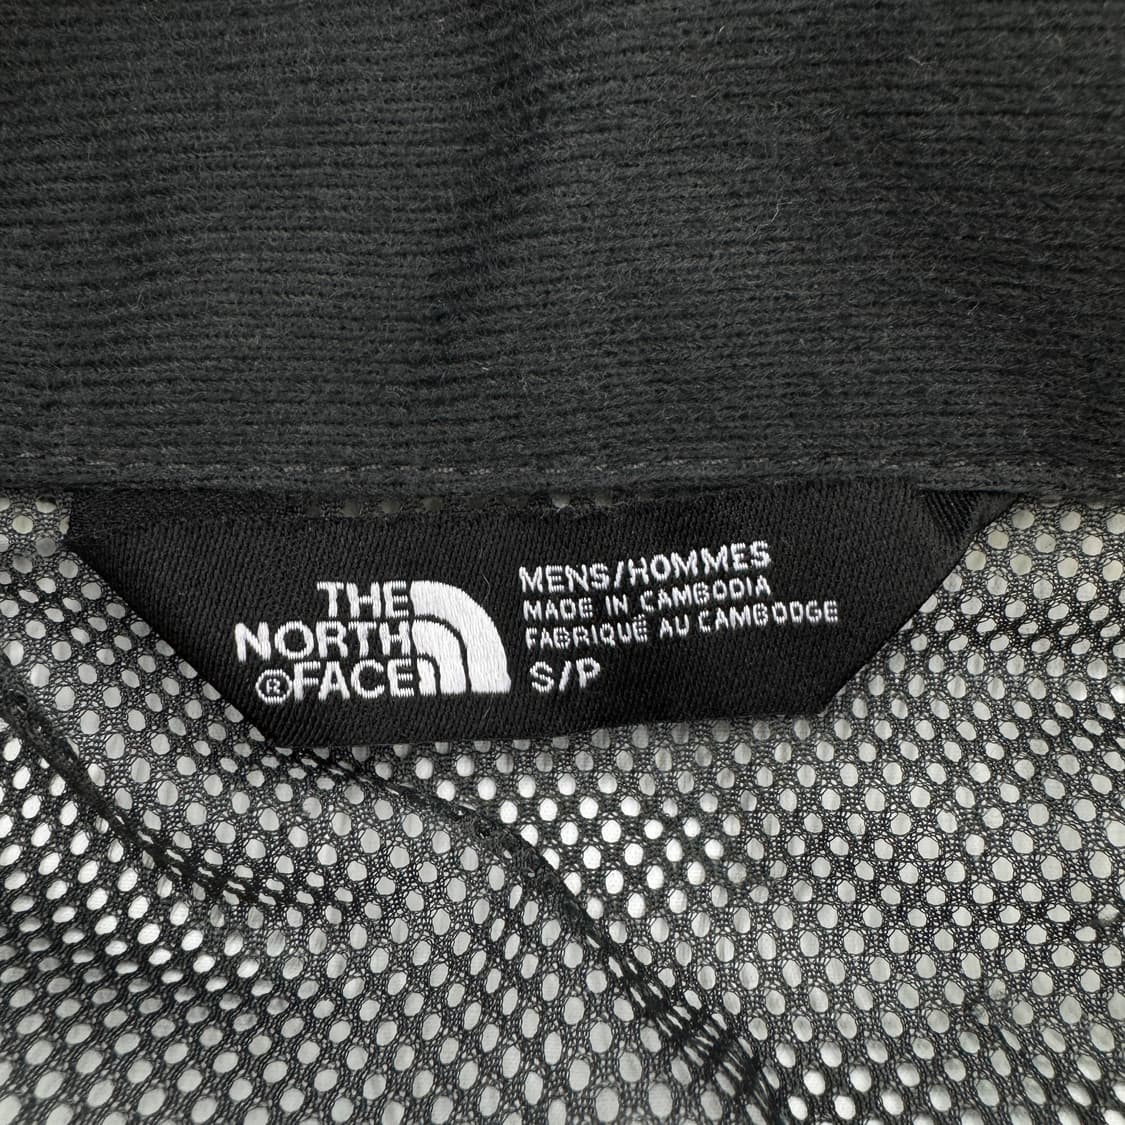 THE
NORTH
®FACE
MENS/HOMMES
MADE IN CAMBODIA
FABRIQUÉ AU CAMBODGE
S/P